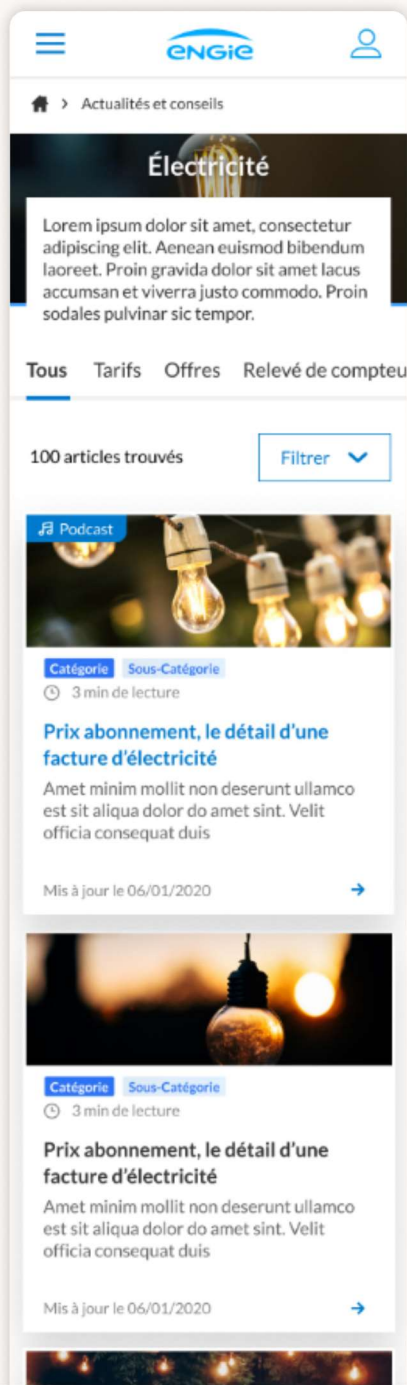 ENGIE
> Actualités et conseils
Électricité
Lorem ipsum dolor sit amet, consectetur
adipiscing elit. Aenean euismod bibendum
laoreet. Proin gravida dolor sit amet lacus
accumsan et viverra justo commodo. Proin
sodales pulvinar sic tempor.
Tous Tarifs Offres Relevé de compteu
100 articles trouvés Filtrer
Podcast
Catégorie Sous-Catégorie
3 min de lecture
Prix abonnement, le détail d’une
facture d’électricité
Amet minim mollit non deserunt ullamco
est sit aliqua dolor do amet sint. Velit
officia consequat duis
Mis à jour le 06/01/2020
Catégorie Sous-Catégorie
3 min de lecture
Prix abonnement, le détail d’une
facture d’électricité
Amet minim mollit non deserunt ullamco
est sit aliqua dolor do amet sint. Velit
officia consequat duis
Mis à jour le 06/01/2020